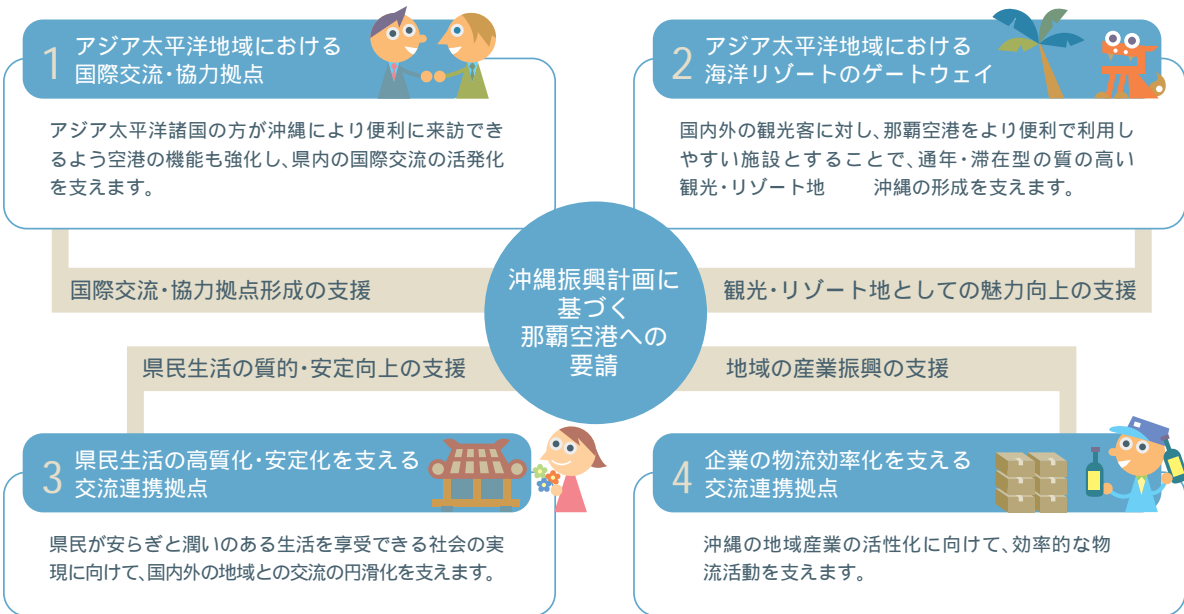 1
アジア太平洋地域における
国際交流・協力拠点
アジア太平洋諸国の方が沖縄により便利に来訪でき
るよう空港の機能も強化し、県内の国際交流の活発化
を支えます。
2
アジア太平洋地域における
海洋リゾートのゲートウェイ
国内外の観光客に対し、那覇空港をより便利で利用し
やすい施設とすることで、通年・滞在型の質の高い
観光・リゾート地　　沖縄の形成を支えます。
国際交流・協力拠点形成の支援
観光・リゾート地としての魅力向上の支援
沖縄振興計画に
基づく
那覇空港への
要請
県民生活の質的・安定向上の支援
地域の産業振興の支援
3
県民生活の高質化・安定化を支える
交流連携拠点
県民が安らぎと潤いのある生活を享受できる社会の実
現に向けて、国内外の地域との交流の円滑化を支えます。
4
企業の物流効率化を支える
交流連携拠点
沖縄の地域産業の活性化に向けて、効率的な物
流活動を支えます。